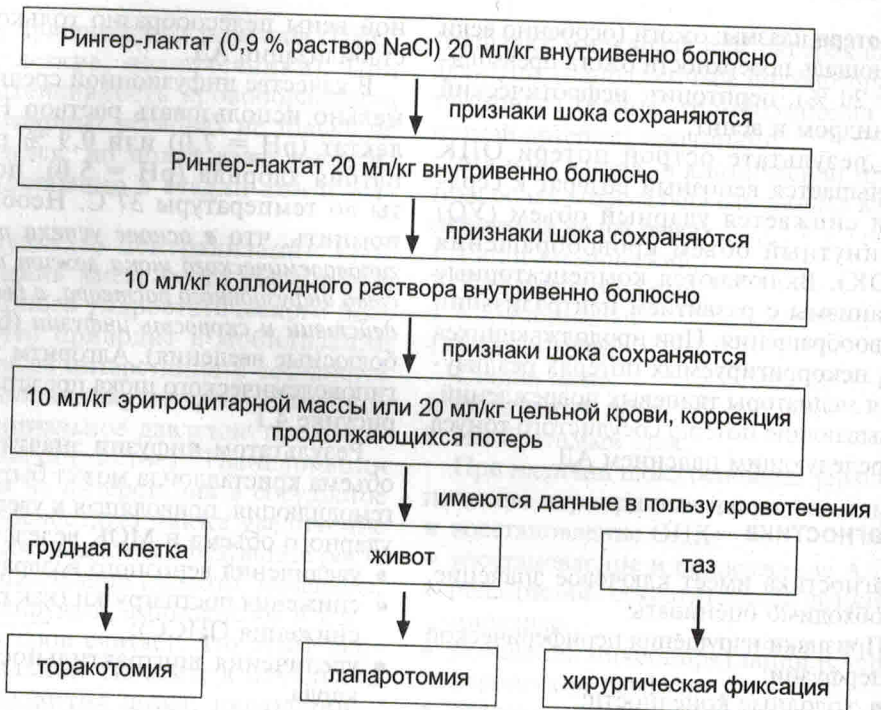 Рингер-лактат (0,9 % раствор NaCl) 20 мл/кг внутривенно болюсно
признаки шока сохраняются
Рингер-лактат 20 мл/кг внутривенно болюсно
признаки шока сохраняются
10 мл/кг коллоидного раствора внутривенно болюсно
признаки шока сохраняются
10 мл/кг эритроцитарной массы или 20 мл/кг цельной крови, коррекция
продолжающихся потерь
имеются данные в пользу кровотечения
грудная клетка
живот
таз
торакотомия
лапаротомия
хирургическая фиксация